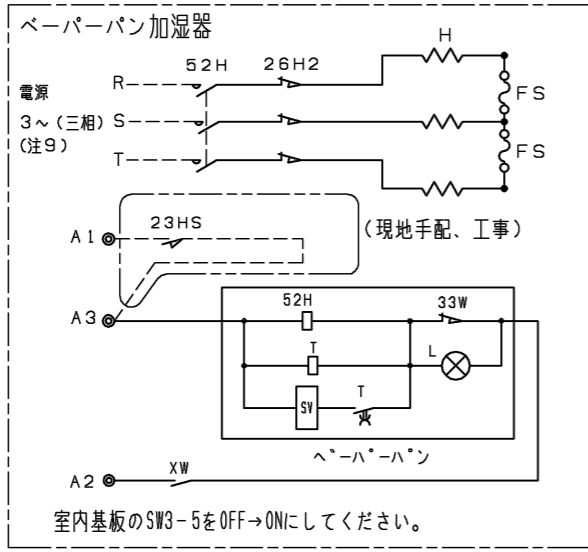 ベーパーパン加湿器
H
52H 26H2
電源 R
FS
3～(三相) S
(注9)
FS
T
(現地手配、工事)
23HS
A1
52H 33W
A3
T L
SV T
ベーパーパン
XW
A2
室内基板のSW3-5をOFF→ONにしてください。